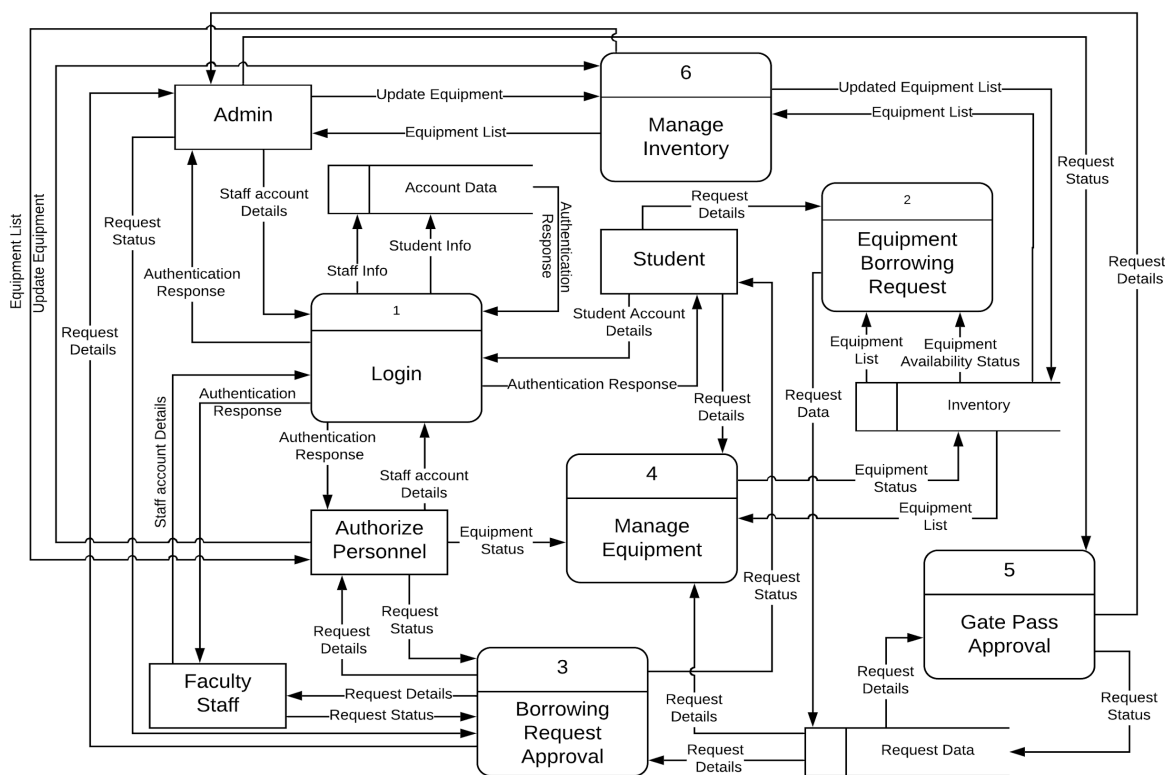 6
Manage
Inventory
Admin
Update Equipment
Equipment List
Updated Equipment List
Equipment List
Request
Status
Request
Details
Staff account
Details
Account Data
Authentication
Response
Request
Details
2
Equipment
Borrowing
Request
Student
Equipment List
Update Equipment
Request
Status
Authentication
Response
Staff Info
Student Info
Request
Details
1
Login
Student Account
Details
Authentication Response
Equipment
List
Equipment
Availability Status
Inventory
Request
Data
Request
Details
Staff account Details
Authentication
Response
Authentication
Response
Staff account
Details
4
Manage
Equipment
Equipment
Status
Equipment
List
Authorize
Personnel
Equipment
Status
5
Gate Pass
Approval
Request
Status
Request
Details
Request
Status
Faculty
Staff
Request Details
Request Status
3
Borrowing
Request
Approval
Request
Details
Request
Details
Request
Details
Request
Status
Request Data